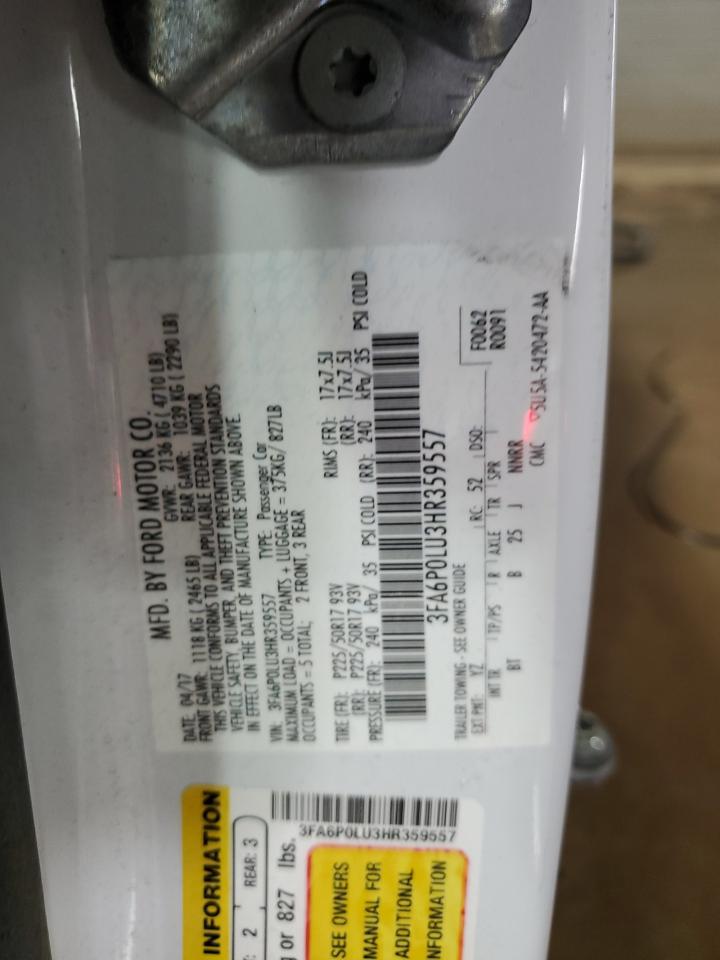 MFD. BY FORD MOTOR CO.
DATE: 04/17 GVWR: 2136 KG ( 4710 LB)
FRONT GAWR: 1118 KG ( 2465 LB) REAR GAWR: 1039 KG ( 2290 LB)
THIS VEHICLE CONFORMS TO ALL APPLICABLE FEDERAL MOTOR
VEHICLE SAFETY, BUMPER, AND THEFT PREVENTION STANDARDS
IN EFFECT ON THE DATE OF MANUFACTURE SHOWN ABOVE.
VIN: 3FA6P0LU3HR359557 TYPE: Passenger Car
MAXIMUM LOAD = OCCUPANTS + LUGGAGE = 375KG/ 827LB
OCCUPANTS = 5 TOTAL: 2 FRONT, 3 REAR
TIRE (FR): P225/50R17 93V RIMS (FR): 17x7.5J
(RR): P225/50R17 93V (RR): 17x7.5J
PRESSURE (FR): 240 kPa/ 35 PSI COLD (RR): 240 kPa/ 35 PSI COLD
3FA6P0LU3HR359557
TRAILER TOWING - SEE OWNER GUIDE
F0062
EXT PNT: YZ RC: 52 DSO:
R0091
INT TR TP/PS R AXLE TR SPR
BT B 25 J NNRR
CMC 5U5A-5420472-AA
INFORMATION
: 2 REAR: 3
g or 827 lbs.
3FA6P0LU3HR359557
SEE OWNERS
MANUAL FOR
ADDITIONAL
NFORMATION